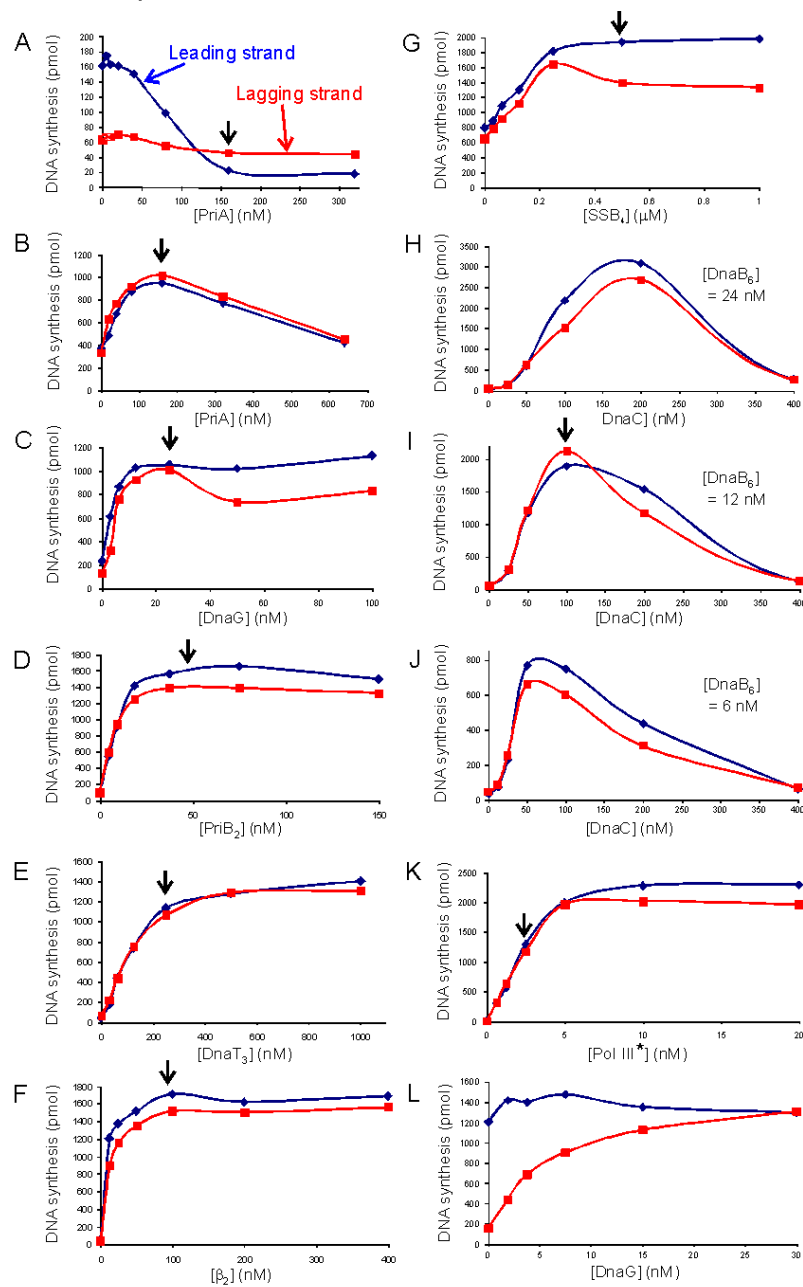 A
DNA synthesis (pmol)
200
180
160
140
120
100
80
60
40
20
0
Leading strand
Lagging strand
0 50 100 150 200 250 300
[PriA] (nM)
B
DNA synthesis (pmol)
1200
1000
800
600
400
200
0
0 100 200 300 400 500 600 700
[PriA] (nM)
C
DNA synthesis (pmol)
1200
1000
800
600
400
200
0
0 20 40 60 80 100
[DnaG] (nM)
D
DNA synthesis (pmol)
1800
1600
1400
1200
1000
800
600
400
200
0
0 50 100 150
[PriB2] (nM)
E
DNA synthesis (pmol)
1600
1400
1200
1000
800
600
400
200
0
0 200 400 600 800 1000
[DnaT3] (nM)
F
DNA synthesis (pmol)
1800
1600
1400
1200
1000
800
600
400
200
0
0 100 200 300 400
[β2] (nM)
G
DNA synthesis (pmol)
2000
1800
1600
1400
1200
1000
800
600
400
200
0
0 0.2 0.4 0.6 0.8 1
[SSB4] (μM)
H
DNA synthesis (pmol)
3500
3000
2500
2000
1500
1000
500
0
[DnaB6]
= 24 nM
0 50 100 150 200 250 300 350 400
DnaC] (nM)
I
DNA synthesis (pmol)
2000
1500
1000
500
0
[DnaB6]
= 12 nM
0 50 100 150 200 250 300 350 400
[DnaC] (nM)
J
DNA synthesis (pmol)
800
600
400
200
0
[DnaB6]
= 6 nM
0 50 100 150 200 250 300 350 400
[DnaC] (nM)
K
DNA synthesis (pmol)
2500
2000
1500
1000
500
0
0 5 10 15 20
[Pol III*] (nM)
L
DNA synthesis (pmol)
1600
1400
1200
1000
800
600
400
200
0
0 5 10 15 20 25 30
[DnaG] (nM)